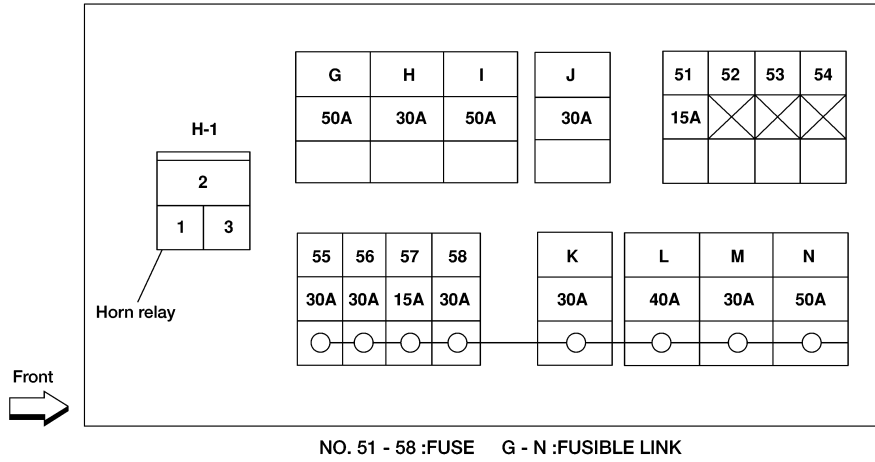 G H I J 51 52 53 54
50A 30A 50A 30A 15A
H-1
2
1 3
55 56 57 58 K L M N
30A 30A 15A 30A 30A 40A 30A 50A
Horn relay
Front
NO. 51 - 58 :FUSE G - N :FUSIBLE LINK